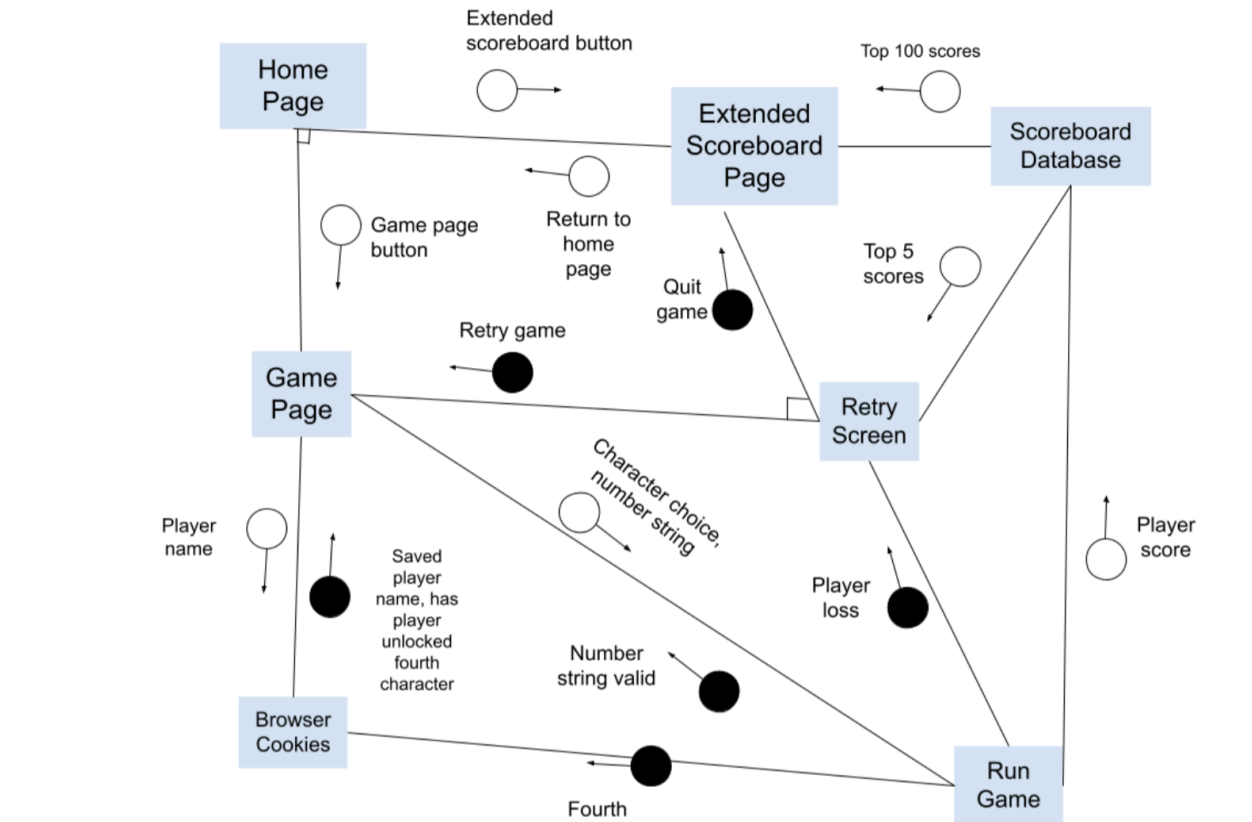 Extended
scoreboard button
Top 100 scores
Home
Page
Extended
Scoreboard
Page
Scoreboard
Database
Game page
button
Return to
home
page
Top 5
scores
Quit
game
Retry game
Game
Page
Retry
Screen
Character choice,
number string
Player
name
Player
score
Saved
player
name, has
player
unlocked
fourth
character
Player
loss
Number
string valid
Browser
Cookies
Run
Game
Fourth